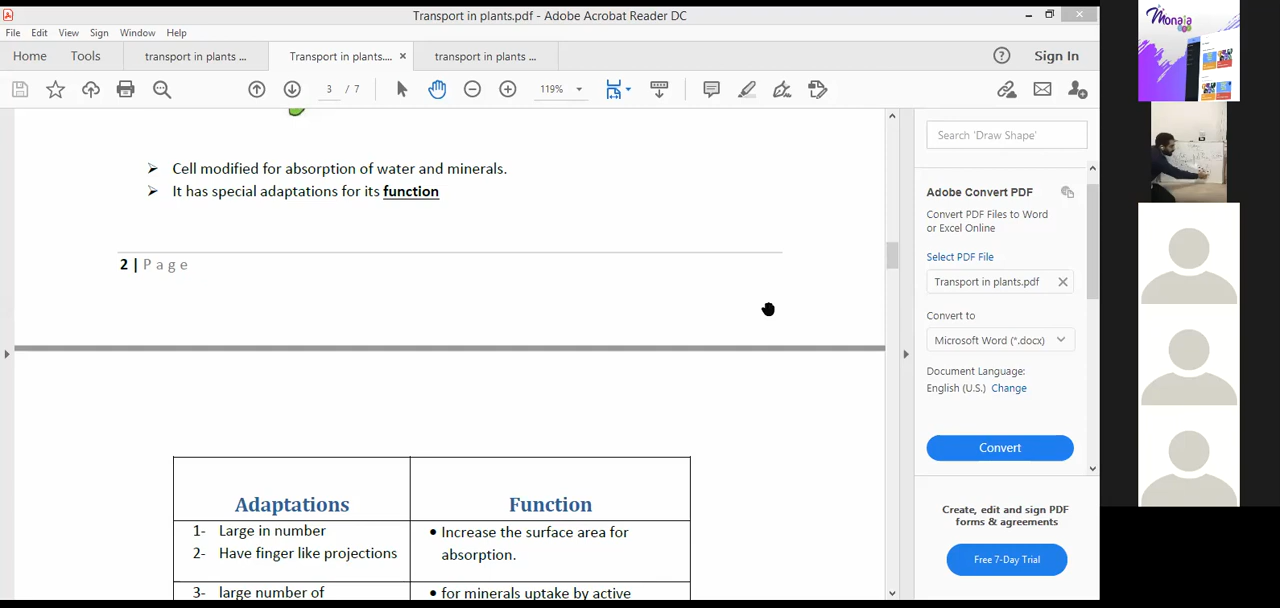 Transport in plants.pdf - Adobe Acrobat Reader DC
File Edit View Sign Window Help
Home Tools transport in plants ... Transport in plants.... × transport in plants ... Sign In
3 / 7 119%
➢ Cell modified for absorption of water and minerals.
➢ It has special adaptations for its function
2 | Page
Adaptations Function
1- Large in number
2- Have finger like projections
• Increase the surface area for
absorption.
3- large number of
• for minerals uptake by active
Search 'Draw Shape'
Adobe Convert PDF
Convert PDF Files to Word
or Excel Online
Select PDF File
Transport in plants.pdf
Convert to
Microsoft Word (*.docx)
Document Language:
English (U.S.) Change
Convert
Create, edit and sign PDF
forms & agreements
Free 7-Day Trial
Monaia